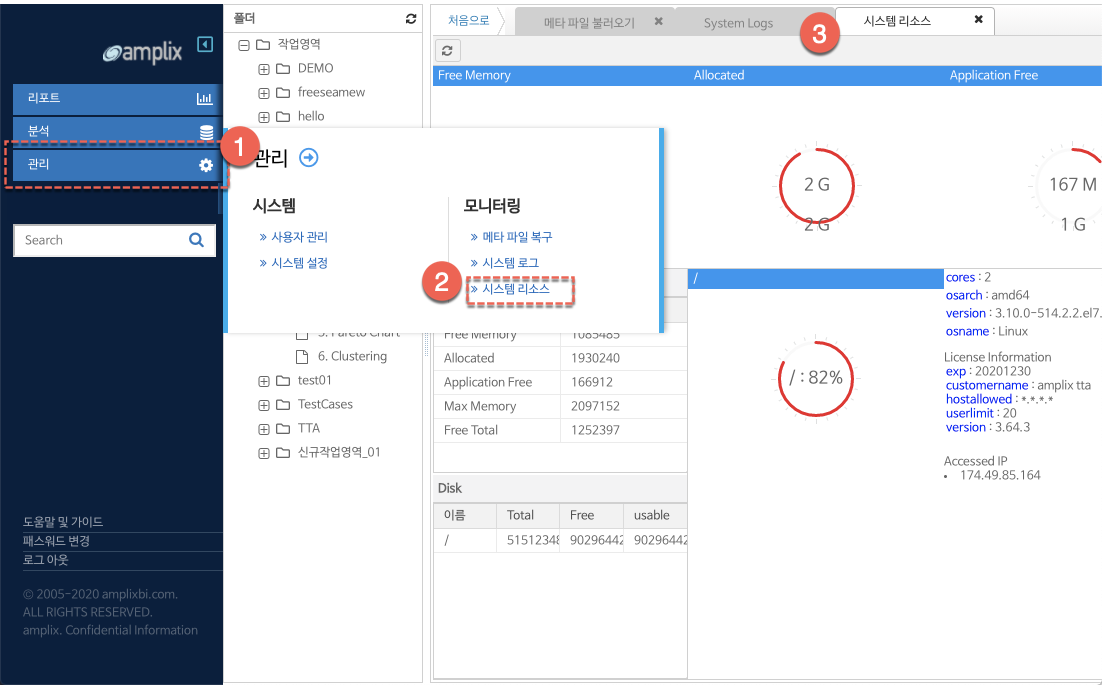 amplix
리포트
분석
관리
Search
도움말 및 가이드
패스워드 변경
로그 아웃
© 2005-2020 amplixbi.com.
ALL RIGHTS RESERVED.
amplix. Confidential Information
폴더
작업영역
DEMO
freeseamew
hello
6. Clustering
test01
TestCases
TTA
신규작업영역_01
1
관리
시스템
사용자 관리
시스템 설정
모니터링
메타 파일 복구
시스템 로그
2
시스템 리소스
처음으로
메타 파일 불러오기
System Logs
3
시스템 리소스
Free Memory Allocated Application Free
2 G
2 G
167 M
1 G
Free Memory 1085485
Allocated 1930240
Application Free 166912
Max Memory 2097152
Free Total 1252397
Disk
이름 Total Free usable
/ 51512348 90296442 90296442
/
/ : 82%
cores : 2
osarch : amd64
version : 3.10.0-514.2.2.el7.
osname : Linux
License Information
exp : 20201230
customername : amplix tta
hostallowed : *.*.*.*
userlimit : 20
version : 3.64.3
Accessed IP
174.49.85.164